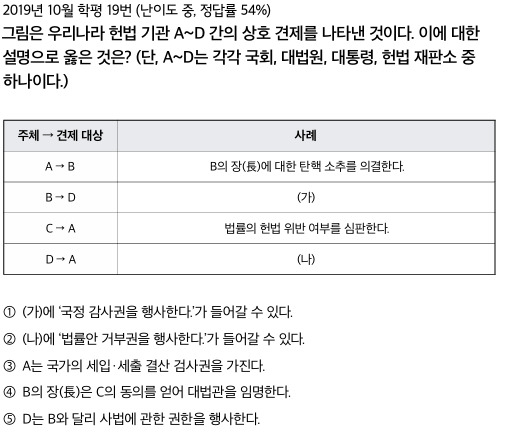 2019년 10월 학평 19번 (난이도 중, 정답률 54%)
그림은 우리나라 헌법 기관 A~D 간의 상호 견제를 나타낸 것이다. 이에 대한
설명으로 옳은 것은? (단, A~D는 각각 국회, 대법원, 대통령, 헌법 재판소 중
하나이다.)
주체 → 견제 대상 사례
A → B B의 장(長)에 대한 탄핵 소추를 의결한다.
B → D (가)
C → A 법률의 헌법 위반 여부를 심판한다.
D → A (나)
① (가)에 ‘국정 감사권을 행사한다.’가 들어갈 수 있다.
② (나)에 ‘법률안 거부권을 행사한다.’가 들어갈 수 있다.
③ A는 국가의 세입·세출 결산 검사권을 가진다.
④ B의 장(長)은 C의 동의를 얻어 대법관을 임명한다.
⑤ D는 B와 달리 사법에 관한 권한을 행사한다.